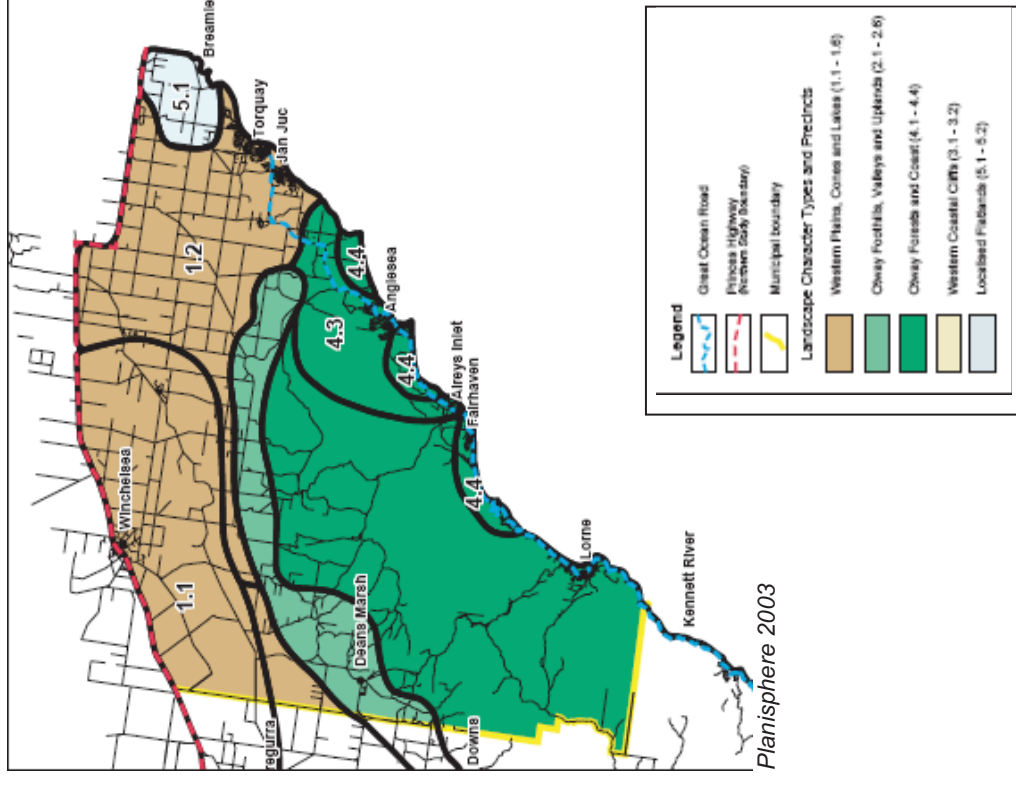 Breamle
5.1
Torquay
Jan Juc
1.2
4.4
Anglesea
4.3
4.4
Aireys Inlet
Fairhaven
Winchelsea
4.4
1.1
Lorne
Deans Marsh
Kennett River
regurra
Downs
Planisphere 2003
Legend
Great Ocean Road
Princes Highway
(Northern Study Boundary)
Municipal boundary
Landscape Character Types and Precincts
Western Plains, Cones and Lakes (1.1 - 1.6)
Otway Foothills, Valleys and Uplands (2.1 - 2.6)
Otway Forests and Coast (4.1 - 4.4)
Western Coastal Cliffs (3.1 - 3.2)
Localised Flatlands (5.1 - 5.2)